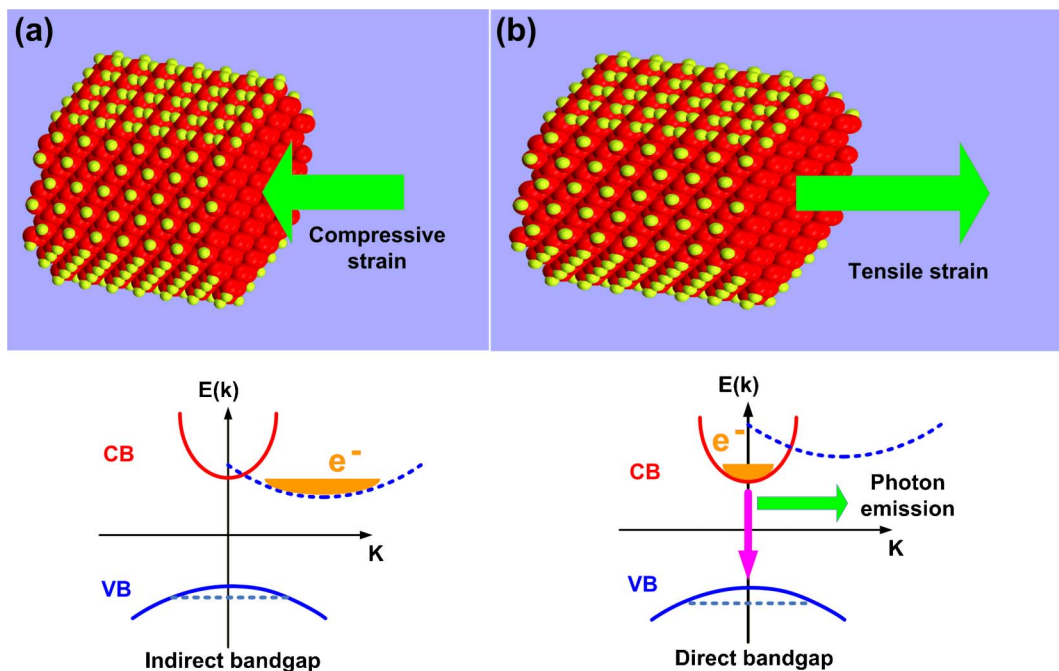 (a)
Compressive
strain
(b)
Tensile strain
E(k)
CB
e-
K
VB
Indirect bandgap
E(k)
e-
CB
Photon
emission
K
VB
Direct bandgap